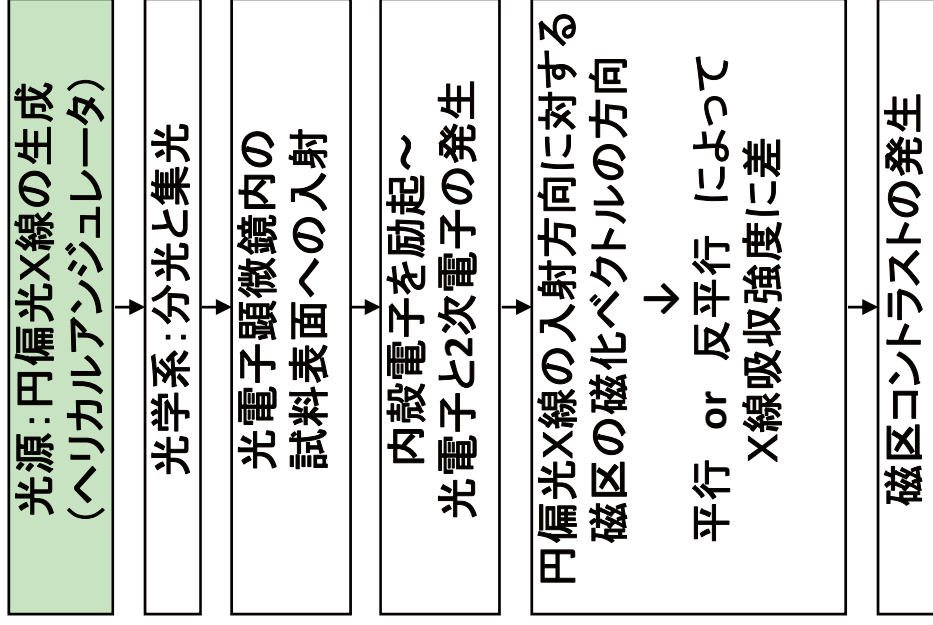 光源:円偏光X線の生成
(ヘリカルアンジュレータ)
光学系:分光と集光
光電子顕微鏡内の
試料表面への入射
内殻電子を励起~
光電子と2次電子の発生
円偏光X線の入射方向に対する
磁区の磁化ベクトルの方向
↓
平行 or 反平行 によって
X線吸収強度に差
磁区コントラストの発生